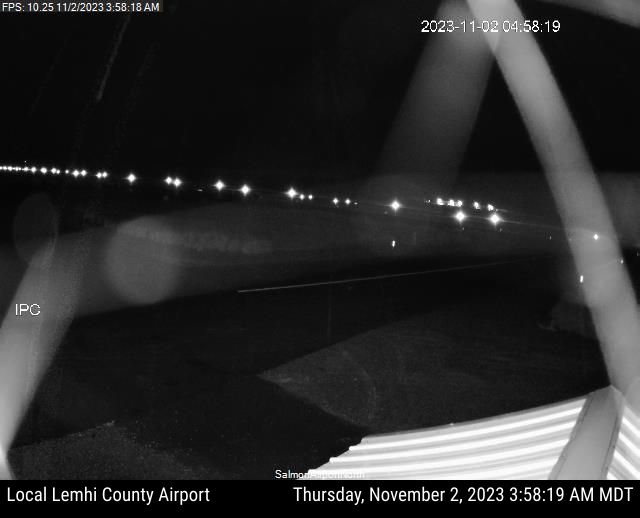 FPS: 10.25 11/2/2023 3:58:18 AM
2023-11-02 04:58:19
IPC
Local Lemhi County Airport
Thursday, November 2, 2023 3:58:19 AM MDT